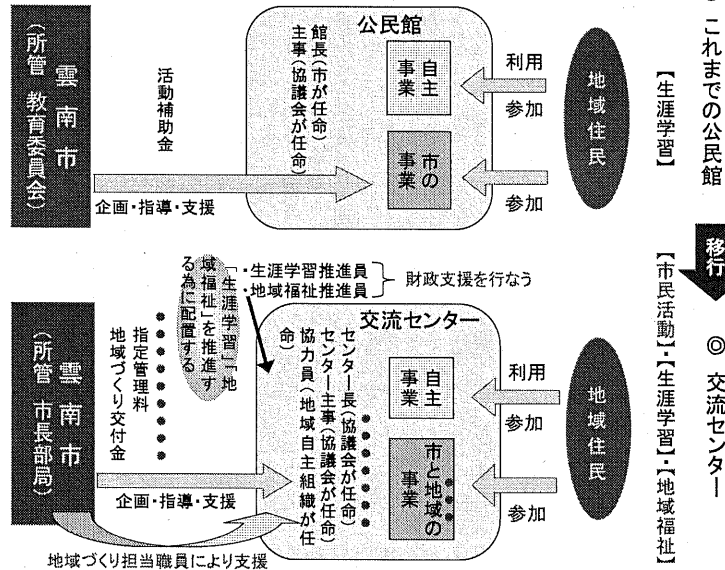 これまでの公民館
【生涯学習】
公民館
雲南市
（所管 教育委員会）
活動補助金
企画・指導・支援
館長（市が任命）
主事（協議会が任命）
自主
事業
市の
事業
利用
参加
参加
地域住民
移行
◎ 交流センター
【市民活動】・【生涯学習】・【地域福祉】
・生涯学習推進員
・地域福祉推進員
財政支援を行なう
「生涯学習」「地
域福祉」を推進す
る為に配置する
交流センター
雲南市
（所管 市長部局）
指定管理料
地域づくり交付金
企画・指導・支援
地域づくり担当職員により支援
センター長（協議会が任命）
センター主事（協議会が任命）
協力員（地域自主組織が任
命）
自主
事業
市と地域の
事業
利用
参加
参加
地域住民